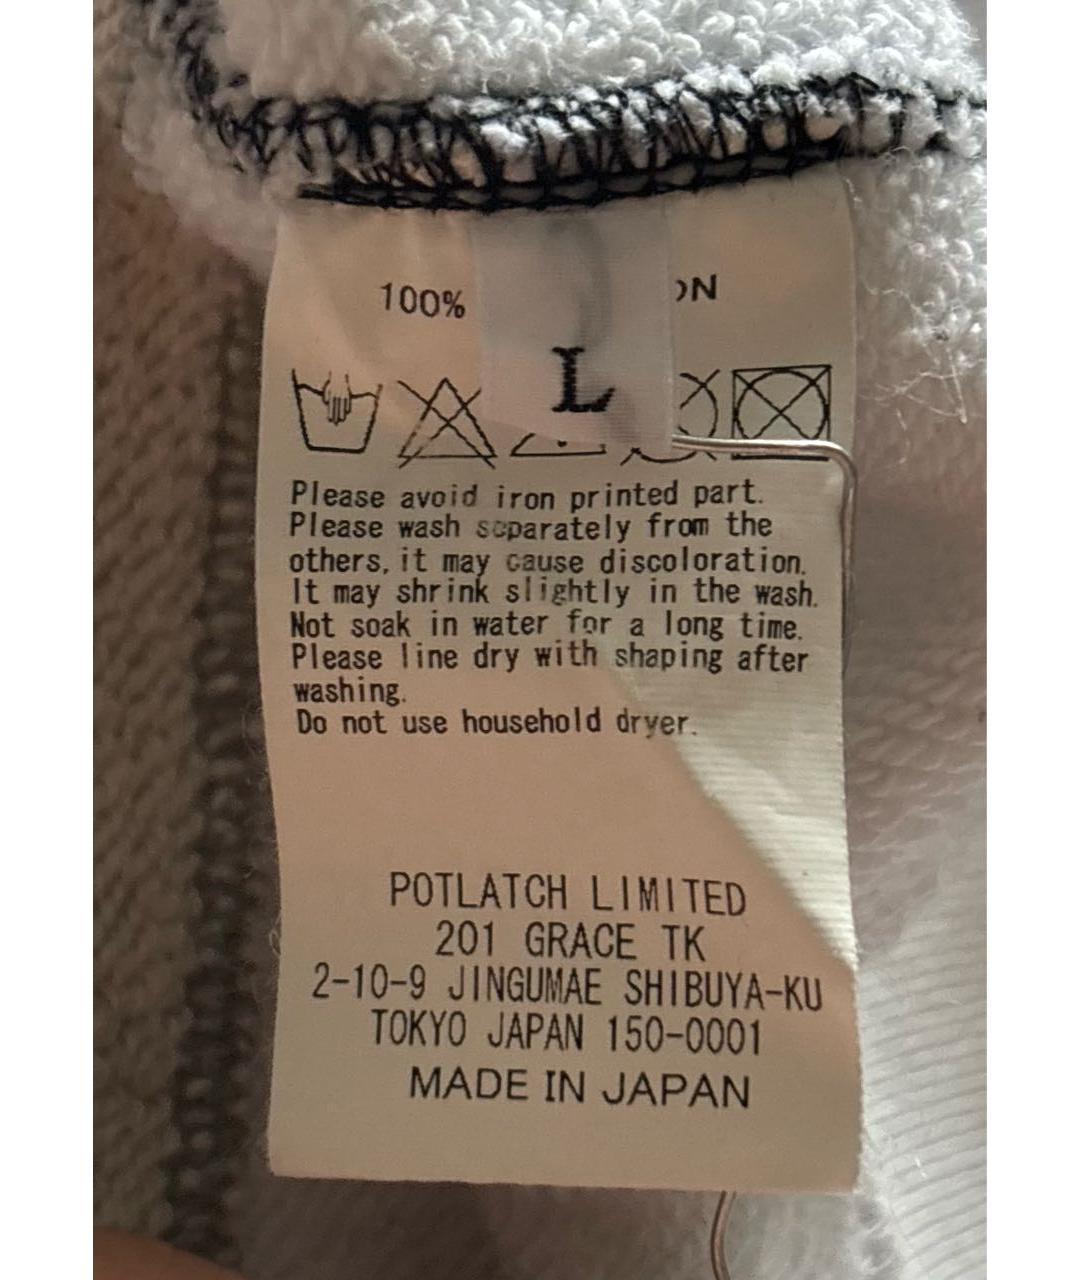 100%
L
Please avoid iron printed part.
Please wash separately from the
others, it may cause discoloration.
It may shrink slightly in the wash.
Not soak in water for a long time.
Please line dry with shaping after
washing.
Do not use household dryer.
POTLATCH LIMITED
201 GRACE TK
2-10-9 JINGUMAE SHIBUYA-KU
TOKYO JAPAN 150-0001
MADE IN JAPAN